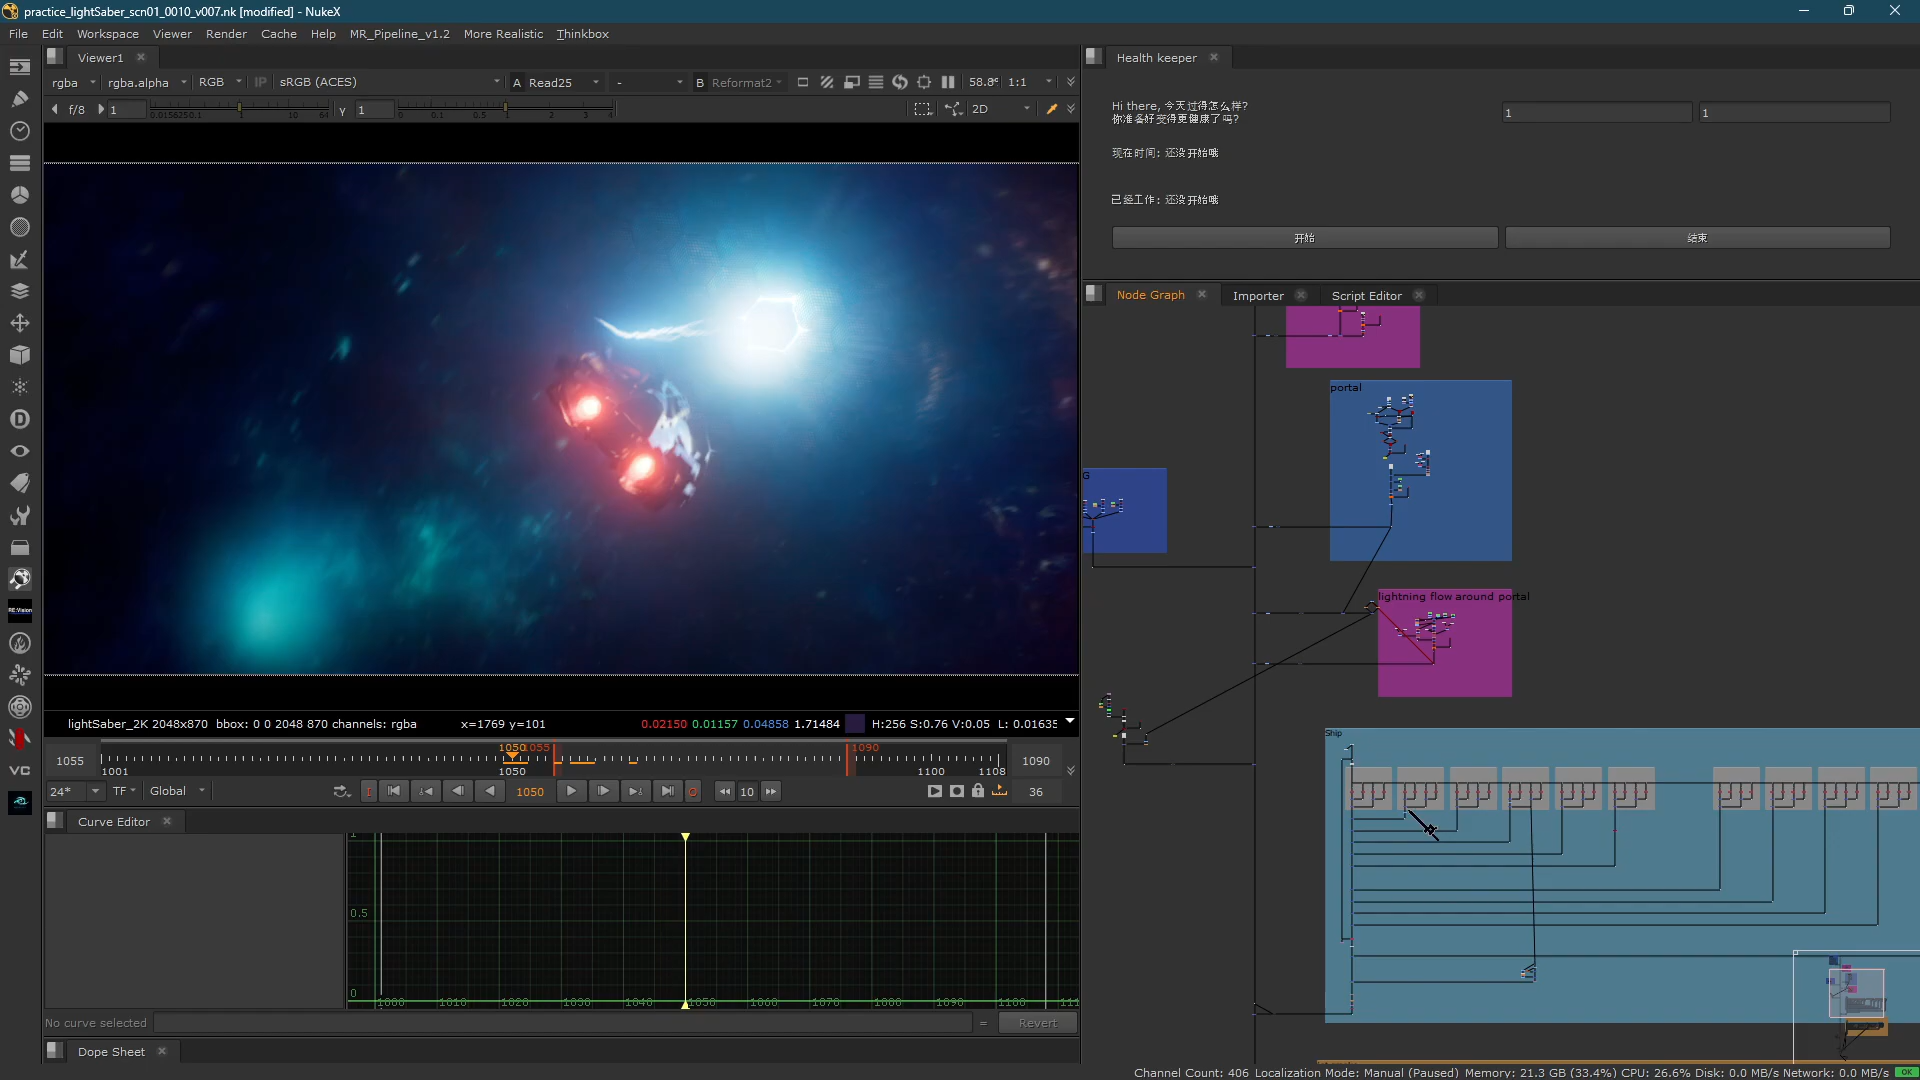 practice_lightSaber_scn01_0010_v007.nk [modified] - NukeX
File Edit Workspace Viewer Render Cache Help MR_Pipeline_v1.2 More Realistic Thinkbox
Viewer1
rgba rgba.alpha RGB IP sRGB (ACES) A Read25 - B Reformat2 1:1
f/8 1 Y 1 2D
lightSaber_2K 2048x870 bbox: 0 0 2048 870 channels: rgba x=1769 y=101 0.02150 0.01157 0.04858 1.71484 H:256 S:0.76 V:0.05 L: 0.01635
1055 1001 1050 1055 1050 1090 1100 1108 1090
24* TF Global 1050 10 36
Curve Editor
1
0.5
0
1000 1010 1020 1030 1040 1050 1060 1070 1080 1090 1100
No curve selected = Revert
Dope Sheet
Health keeper
Hi there, 今天过得怎么样?
你准备好变得更健康了吗?
1 1
现在时间: 还没开始哦
已经工作: 还没开始哦
开始 结束
Node Graph Importer Script Editor
portal
G
lightning flow around portal
Ship
Channel Count: 406 Localization Mode: Manual (Paused) Memory: 21.3 GB (33.4%) CPU: 26.6% Disk: 0.0 MB/s Network: 0.0 MB/s OK